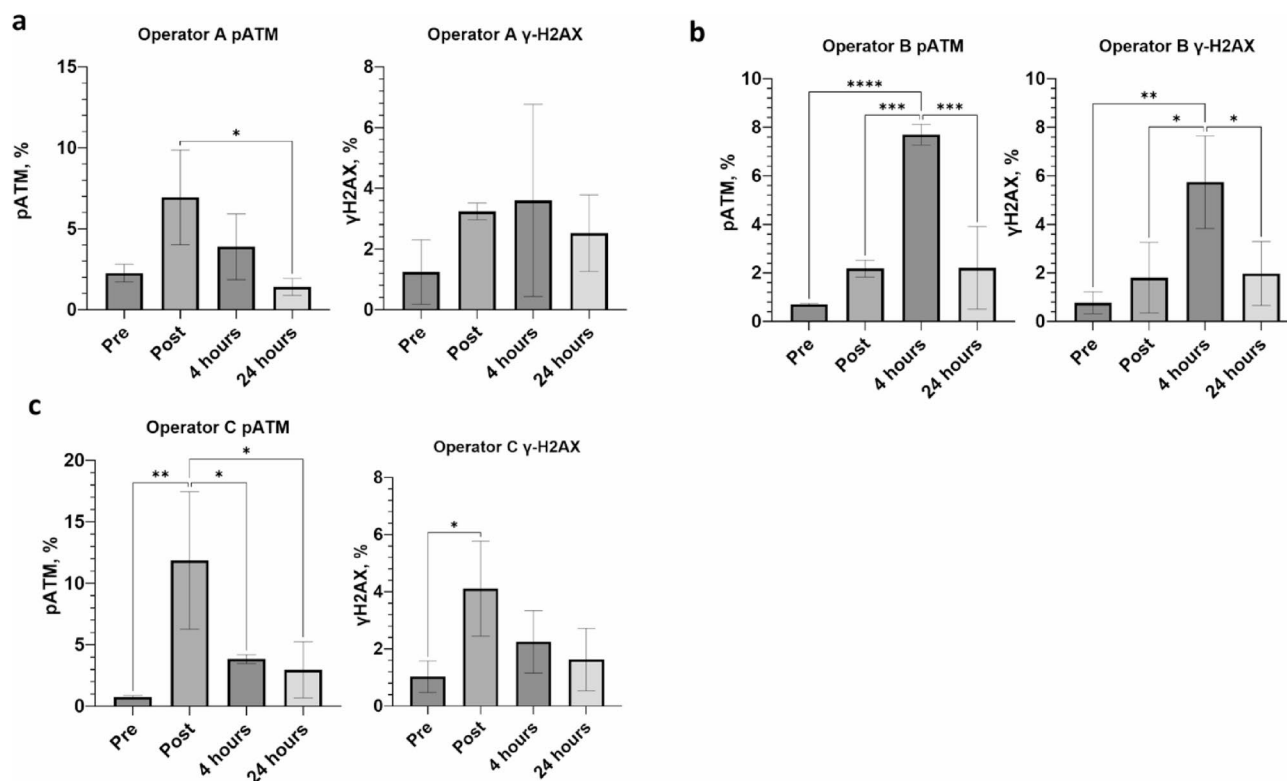 a
Operator A pATM
pATM, %
15
10
5
0
*
Pre
Post
4 hours
24 hours
Operator A γ-H2AX
γH2AX, %
8
6
4
2
0
Pre
Post
4 hours
24 hours
b
Operator B pATM
pATM, %
10
8
6
4
2
0
****
***
***
Pre
Post
4 hours
24 hours
Operator B γ-H2AX
γH2AX, %
10
8
6
4
2
0
**
*
*
Pre
Post
4 hours
24 hours
c
Operator C pATM
pATM, %
20
15
10
5
0
*
**
*
Pre
Post
4 hours
24 hours
Operator C γ-H2AX
γH2AX, %
8
6
4
2
0
*
Pre
Post
4 hours
24 hours